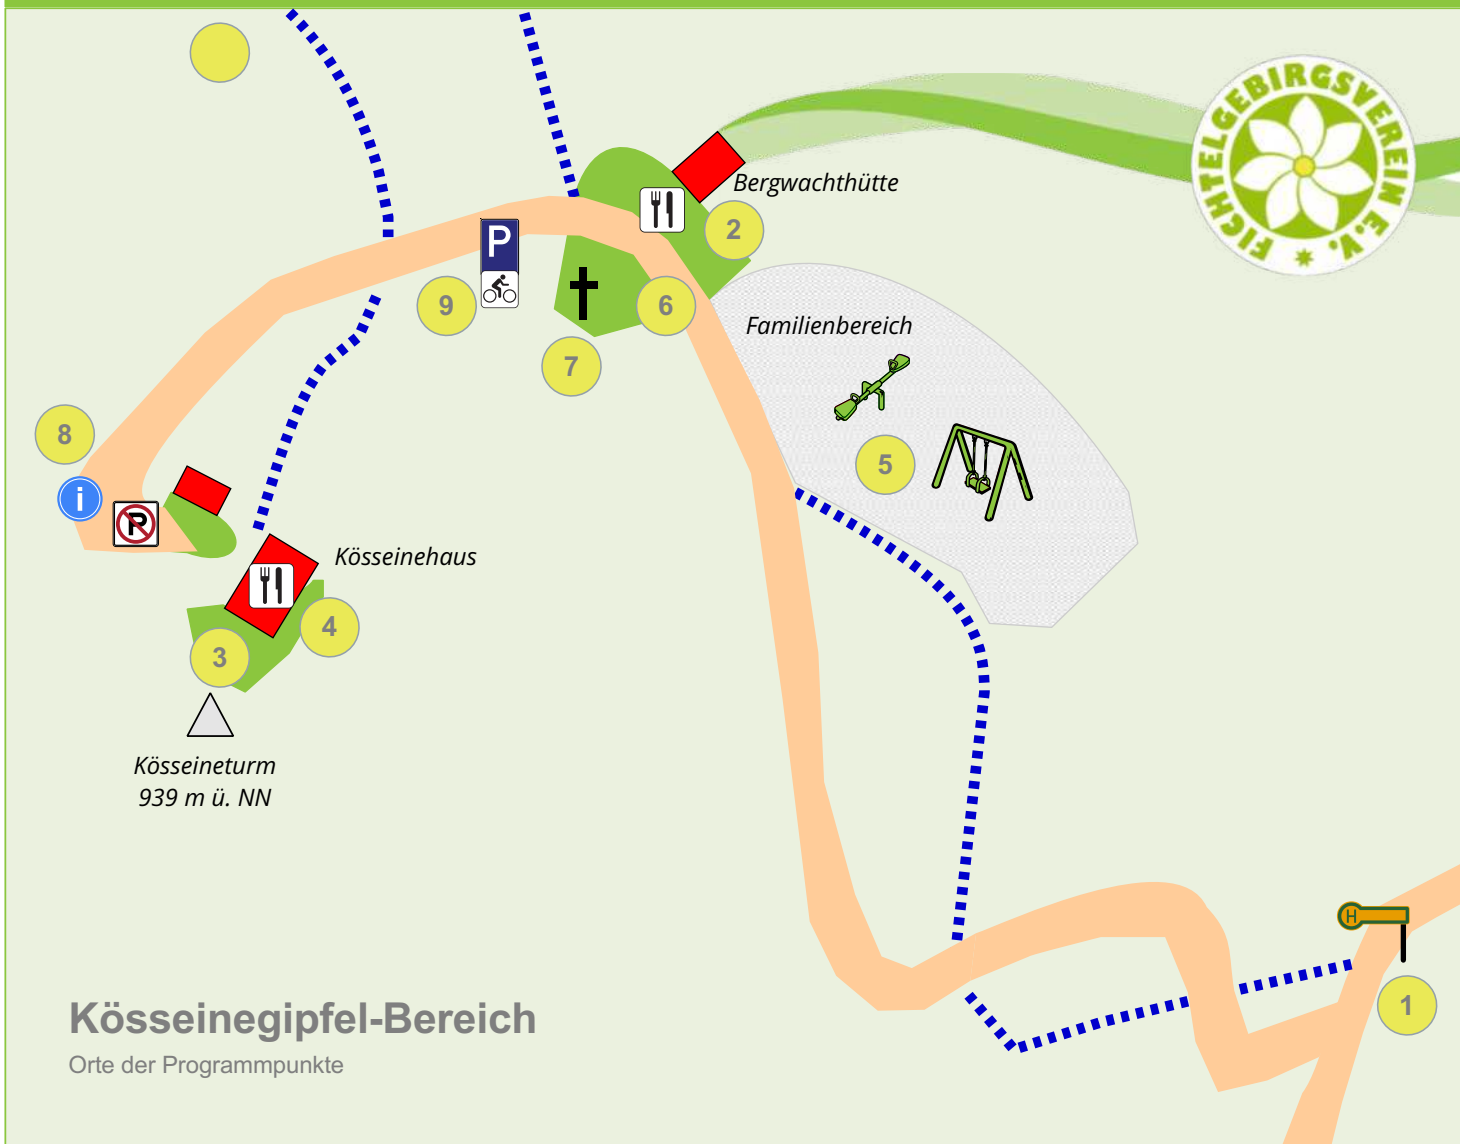 FICHTELGEBIRGSVEREIN E.V.
Bergwachthütte
2
P
9
6
7
Familienbereich
5
8
i
P
Kösseinehaus
4
3
Kösseineturm
939 m ü. NN
H
1
Kösseinegipfel-Bereich
Orte der Programmpunkte